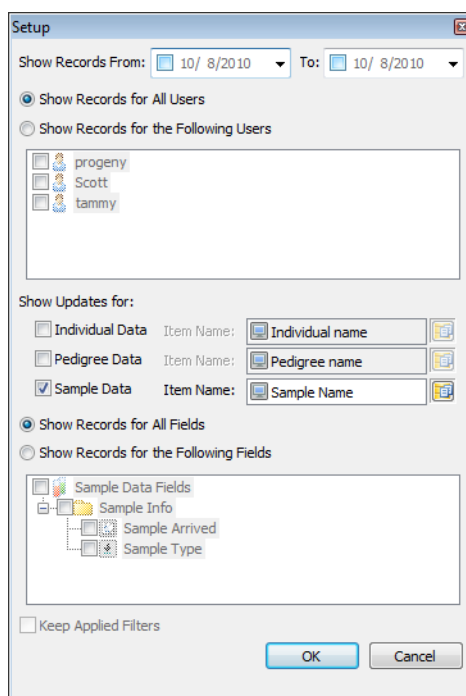 Setup
Show Records From: 10/ 8/2010 To: 10/ 8/2010
Show Records for All Users
Show Records for the Following Users
progeny
Scott
tammy
Show Updates for:
Individual Data Item Name: Individual name
Pedigree Data Item Name: Pedigree name
Sample Data Item Name: Sample Name
Show Records for All Fields
Show Records for the Following Fields
Sample Data Fields
Sample Info
Sample Arrived
Sample Type
Keep Applied Filters
OK Cancel